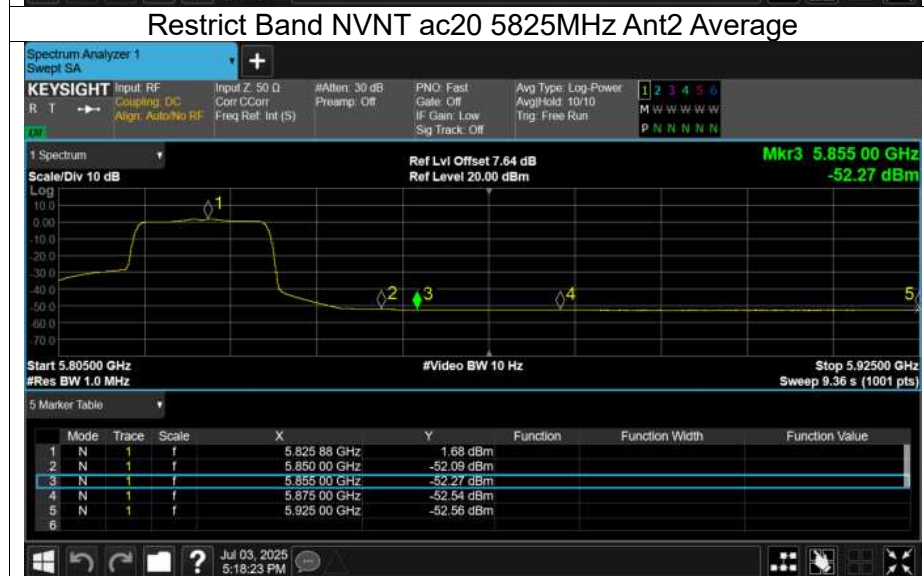 Restrict Band NVNT ac20 5825MHz Ant2 Average
Spectrum Analyzer 1
Swept SA
+
KEYSIGHT Input: RF Input Z: 50 Ω #Atten: 30 dB PNO: Fast Avg Type: Log-Power 1 2 3 4 5 6
R T Coupling: DC Corr CCorr Preamp: Off Gate: Off Avg|Hold: 10/10 M W W W W W
Align: Auto/No RF Freq Ref: Int (S) IF Gain: Low Trig: Free Run
Sig Track: Off P N N N N N
1 Spectrum Ref Lvl Offset 7.64 dB Mkr3 5.855 00 GHz
Scale/Div 10 dB Ref Level 20.00 dBm -52.27 dBm
Log
10.0
0.00
-10.0
-20.0
-30.0
-40.0
-50.0
-60.0
-70.0
1
2 3 4 5
Start 5.80500 GHz #Video BW 10 Hz Stop 5.92500 GHz
#Res BW 1.0 MHz Sweep 9.36 s (1001 pts)
5 Marker Table
Mode Trace Scale X Y Function Function Width Function Value
1 N 1 f 5.825 88 GHz 1.68 dBm
2 N 1 f 5.850 00 GHz -52.09 dBm
3 N 1 f 5.855 00 GHz -52.27 dBm
4 N 1 f 5.875 00 GHz -52.54 dBm
5 N 1 f 5.925 00 GHz -52.56 dBm
6
? Jul 03, 2025
5:18:23 PM